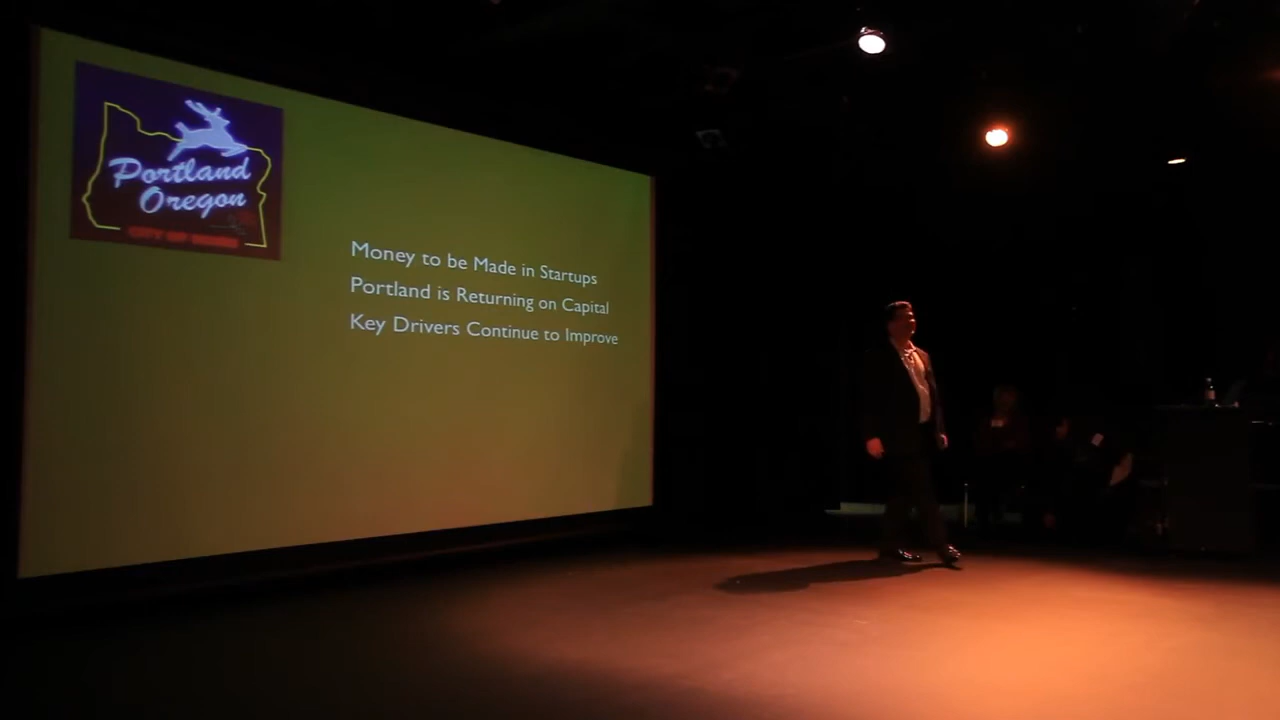 Portland
Oregon
Money to be Made in Startups
Portland is Returning on Capital
Key Drivers Continue to Improve